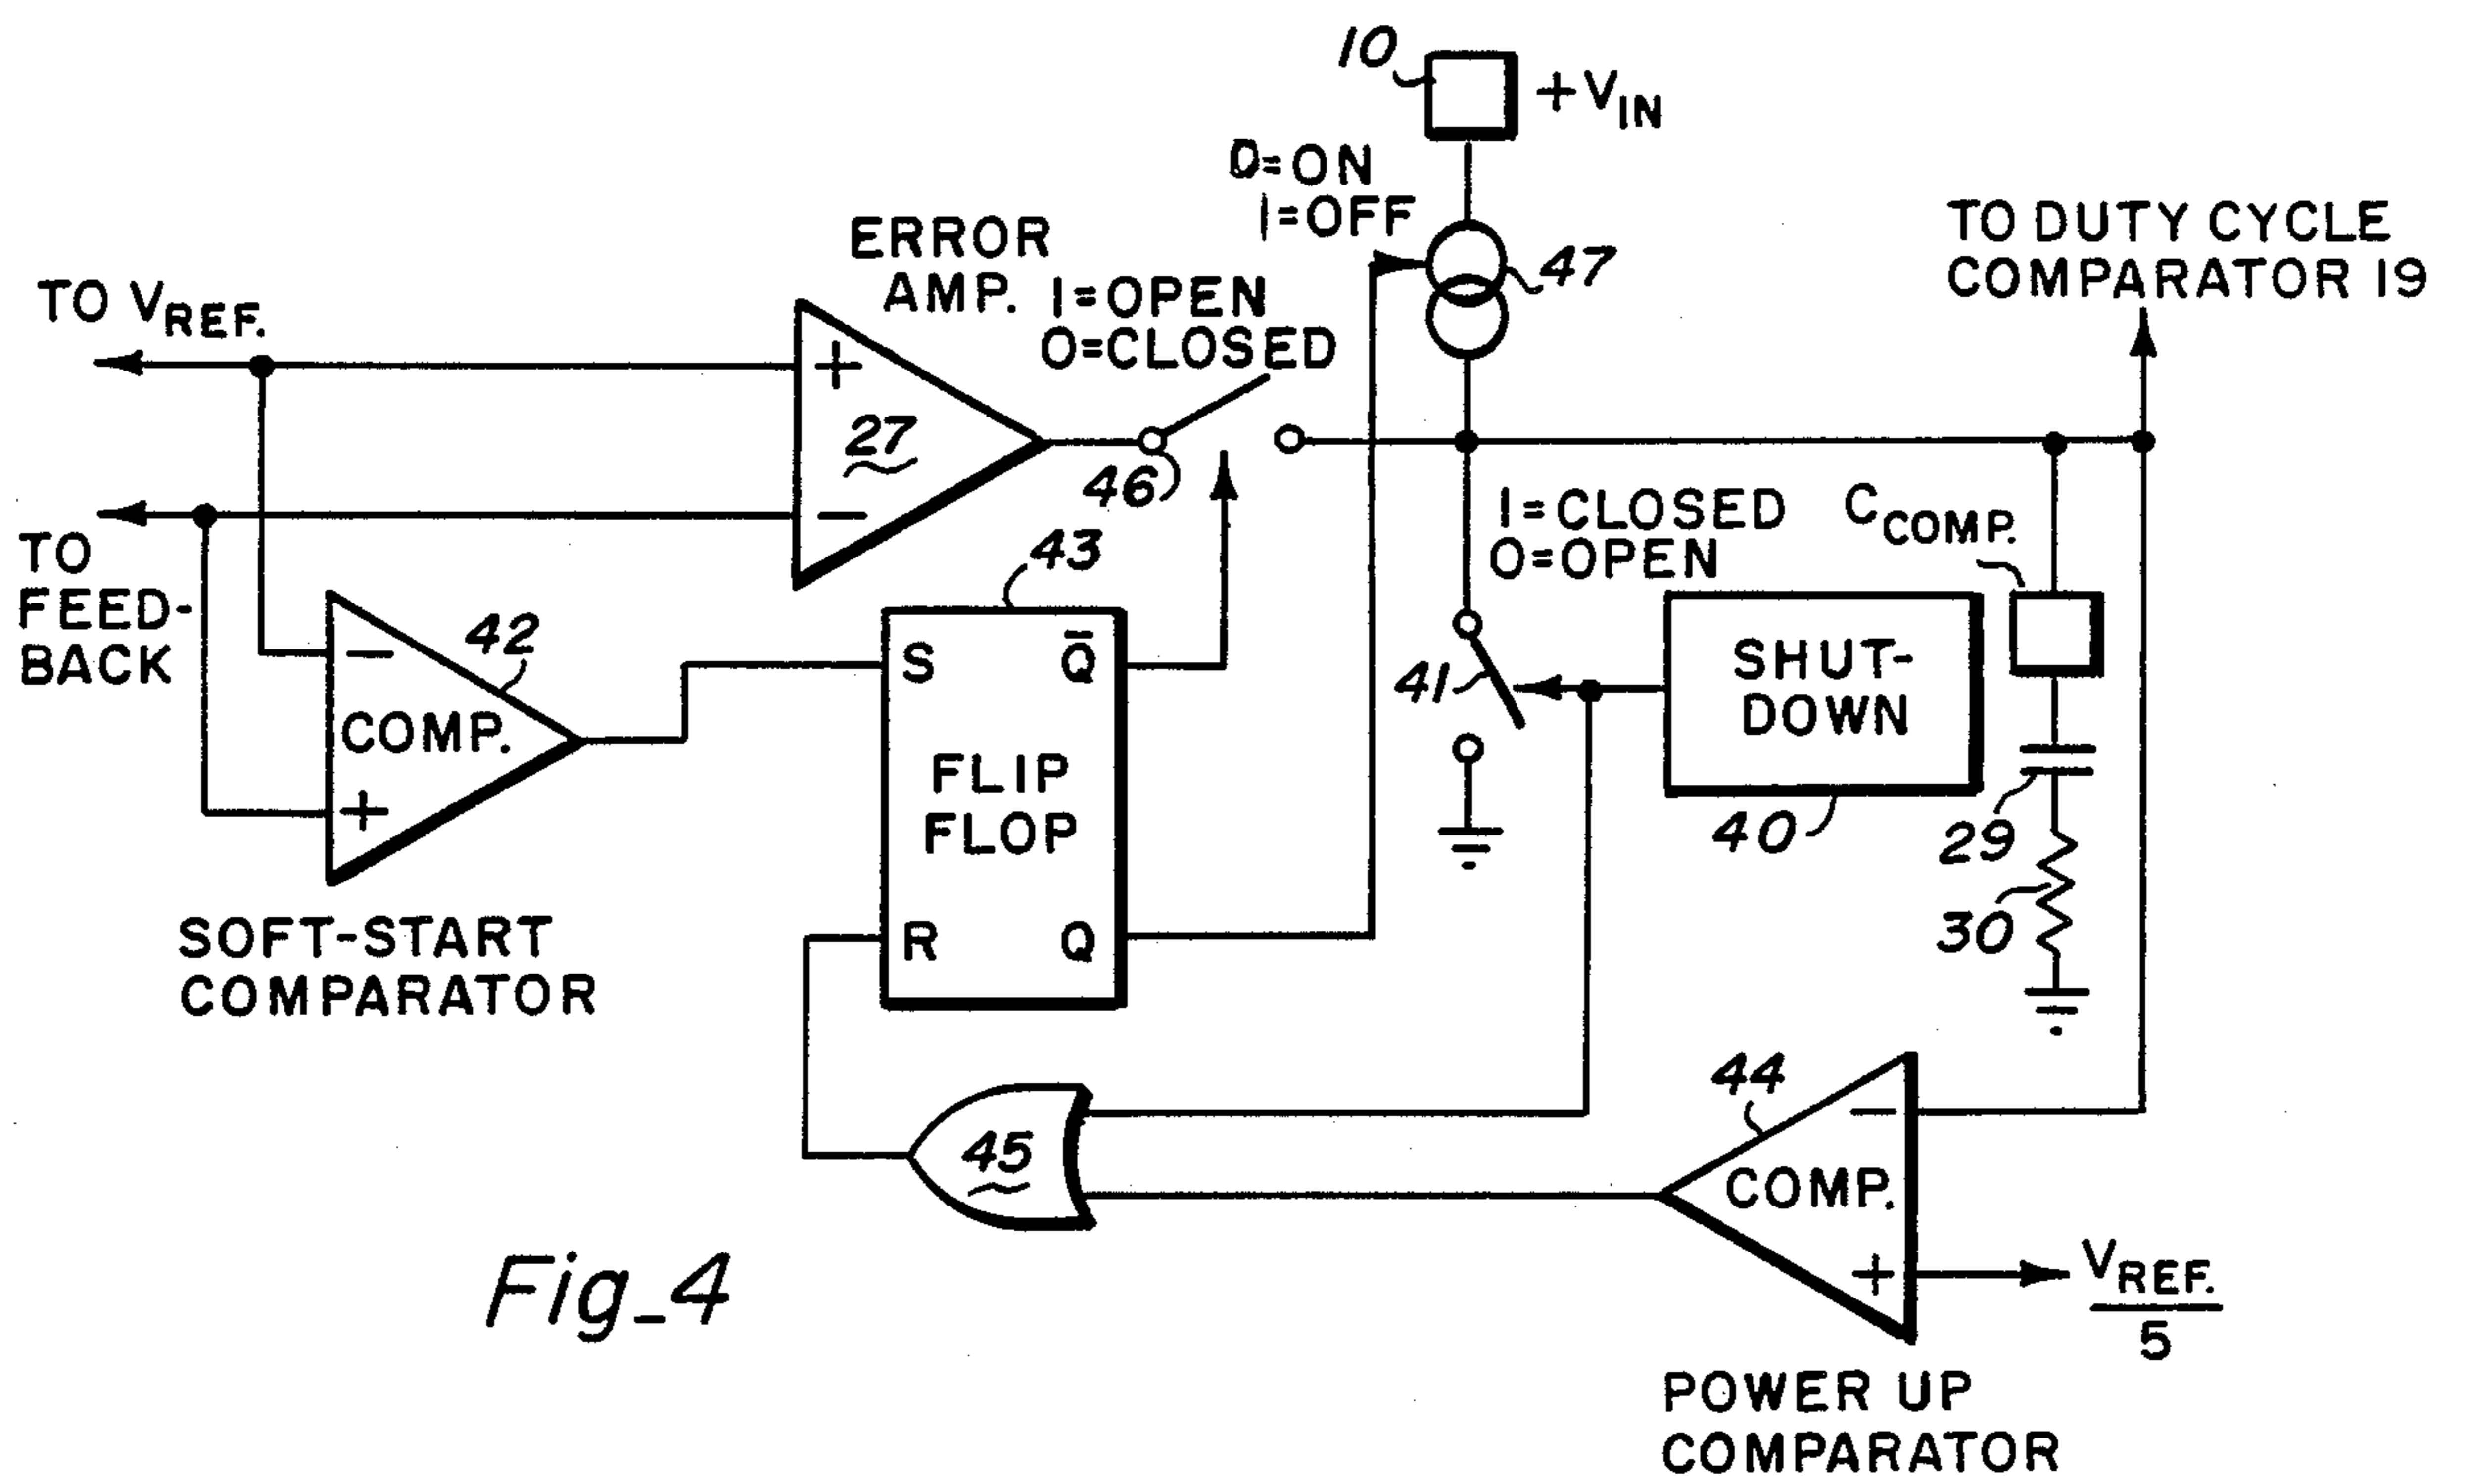 10
+VIN
0=ON
1=OFF
ERROR
AMP.
1=OPEN
0=CLOSED
47
TO DUTY CYCLE
COMPARATOR 19
TO VREF.
+
27
−
46
TO
FEED-
BACK
43
1=CLOSED
0=OPEN
CCOMP.
42
−
COMP.
+
S
Q̅
FLIP
FLOP
R
Q
41
SHUT-
DOWN
40
29
30
SOFT-START
COMPARATOR
44
−
COMP.
+
45
VREF.
5
Fig_4
POWER UP
COMPARATOR